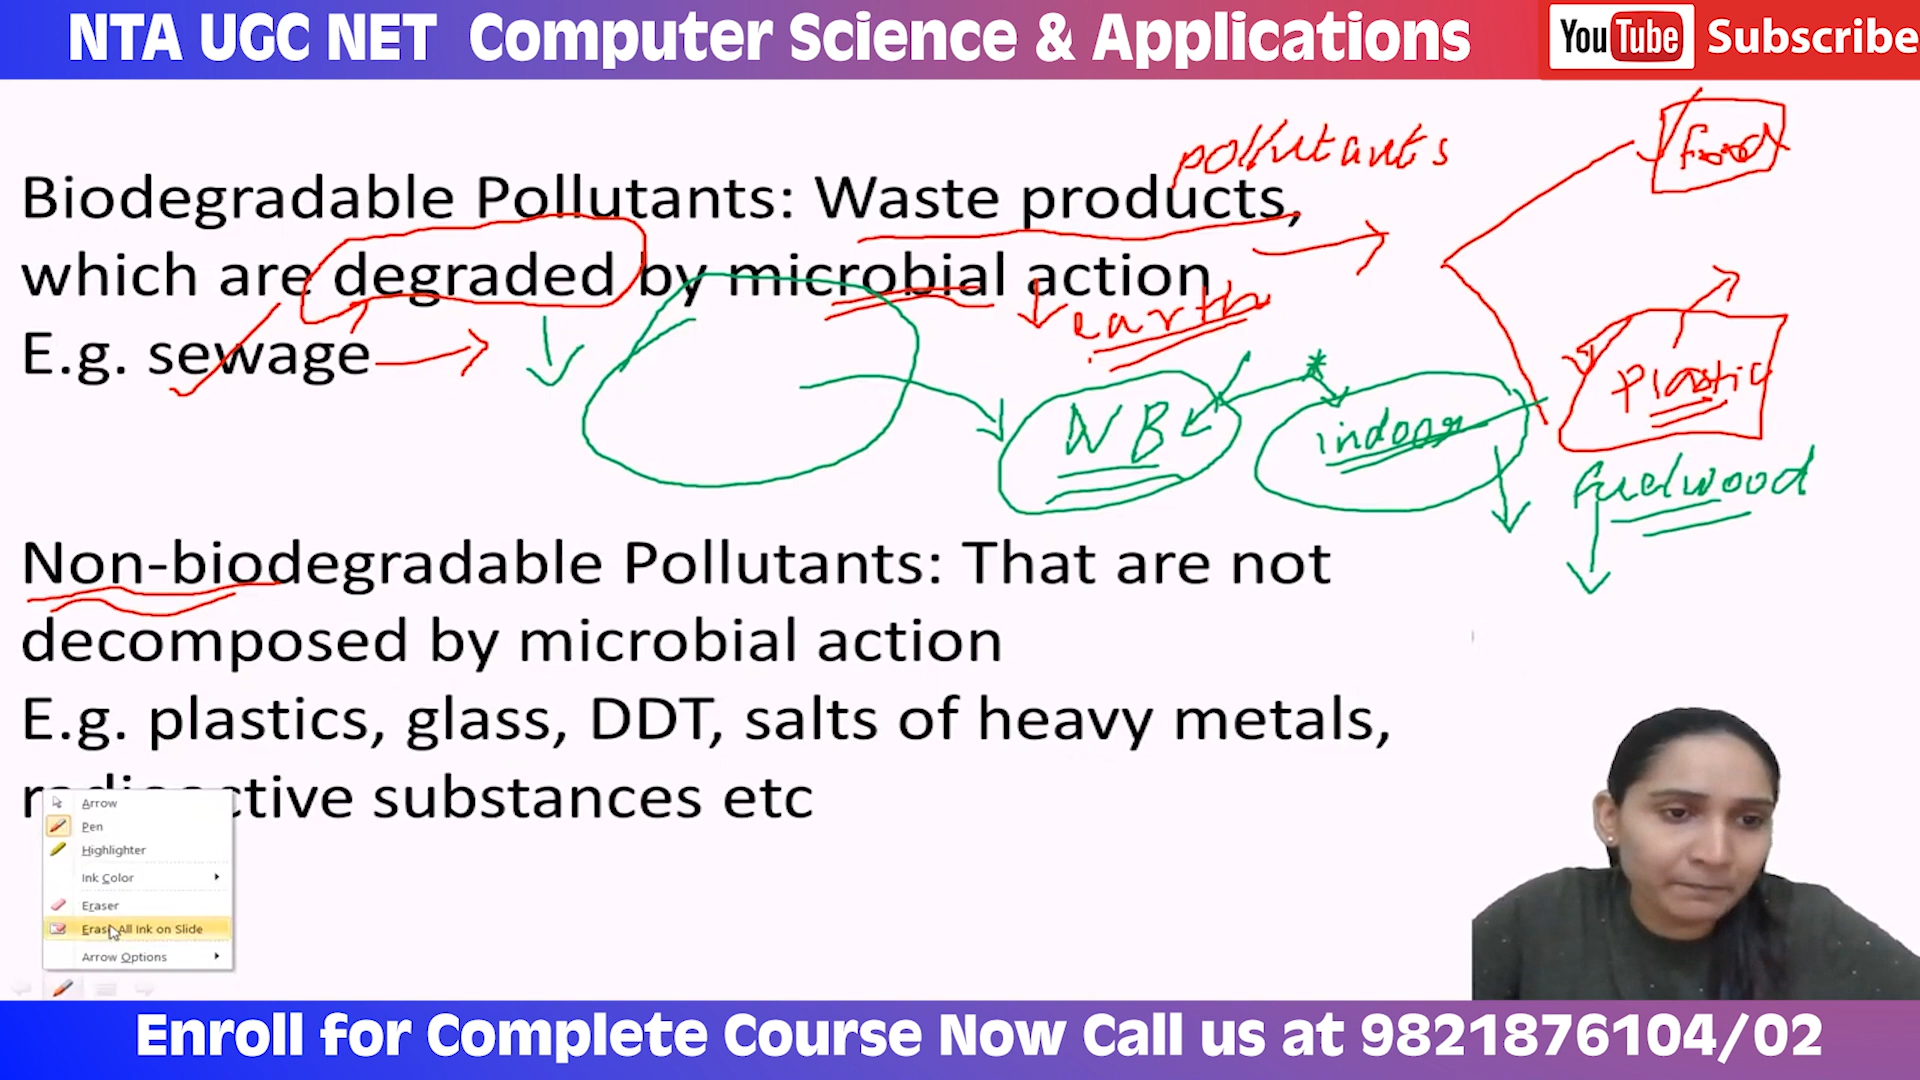 NTA UGC NET Computer Science & Applications
YouTube Subscribe
pollutants
food
Biodegradable Pollutants: Waste products,
which are degraded by microbial action
earth
E.g. sewage
plastic
NB
indoor
fuelwood
Non-biodegradable Pollutants: That are not
decomposed by microbial action
E.g. plastics, glass, DDT, salts of heavy metals,
radioactive substances etc
Arrow
Pen
Highlighter
Ink Color
Eraser
Erase All Ink on Slide
Arrow Options
Enroll for Complete Course Now Call us at 9821876104/02